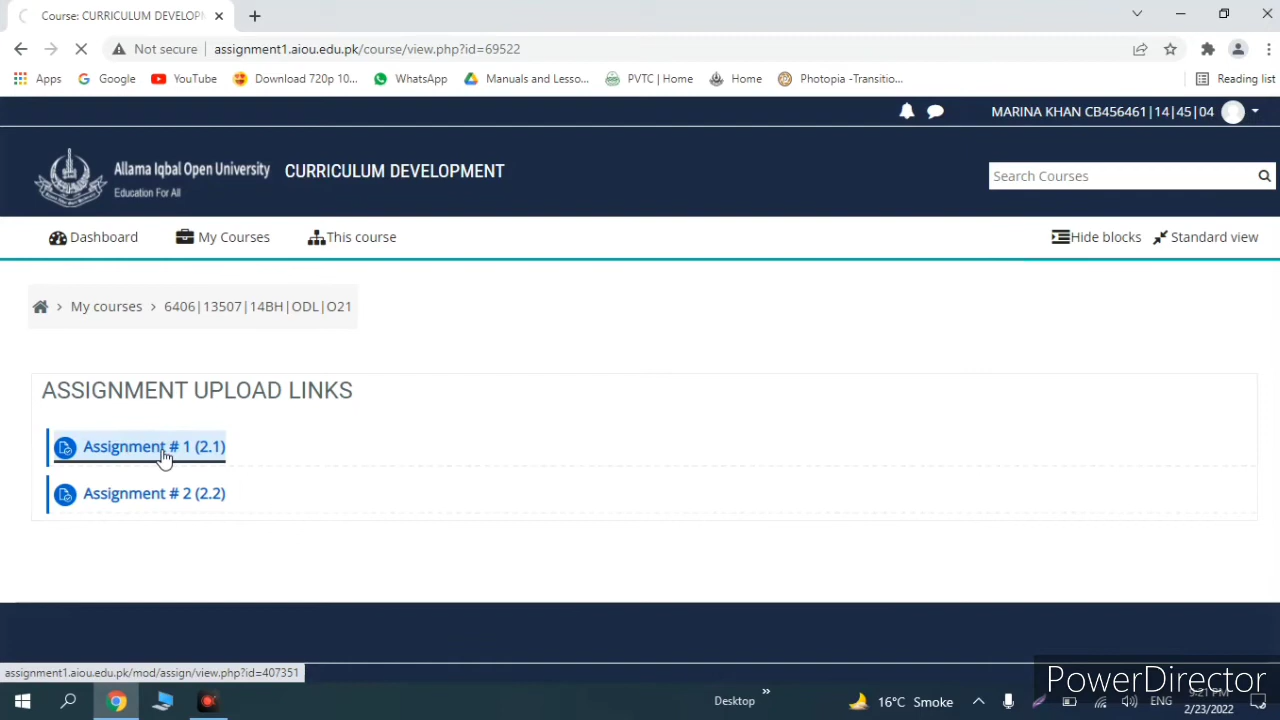 Course: CURRICULUM DEVELOP
Not secure
assignment1.aiou.edu.pk/course/view.php?id=69522
Apps
Google
YouTube
Download 720p 10...
WhatsApp
Manuals and Lesso...
PVTC | Home
Home
Photopia -Transitio...
Reading list
MARINA KHAN CB456461|14|45|04
Allama Iqbal Open University
Education For All
CURRICULUM DEVELOPMENT
Search Courses
Dashboard
My Courses
This course
Hide blocks
Standard view
My courses
6406|13507|14BH|ODL|O21
ASSIGNMENT UPLOAD LINKS
Assignment # 1 (2.1)
Assignment # 2 (2.2)
assignment1.aiou.edu.pk/mod/assign/view.php?id=407351
PowerDirector
Desktop
16°C Smoke
ENG
9:21 PM
2/23/2022